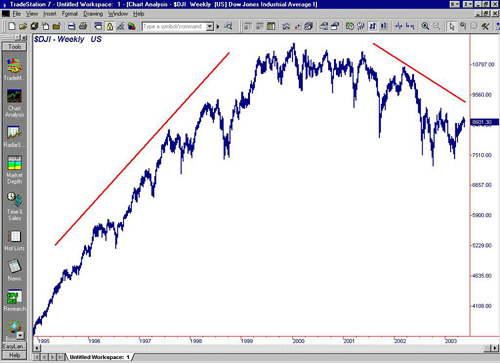 TradeStation 7 - Untitled Workspace: 1 - [Chart Analysis - $DJI Weekly [US] Dow Jones Industrial Average I]
File View Insert Format Drawing Window Help
Type a symbol/command
Tools
$DJI - Weekly US
TradeM...
Chart
Analysis
RadarS...
Market
Depth
Time &
Sales
Hot Lists
News
Research
Browse...
EasyLan...
Help
10707.00
9560.00
8601.30
7510.00
6657.00
5900.00
5229.00
4635.00
4108.00
1995 1996 1997 1998 1999 2000 2001 2002 2003
Untitled Workspace: 1